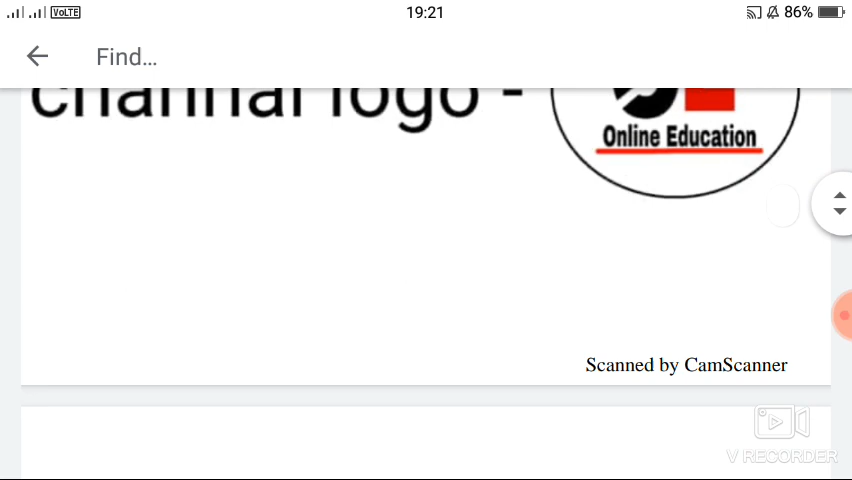 VoLTE 19:21 86%
Find...
channal logo -
Online Education
Scanned by CamScanner
V RECORDER